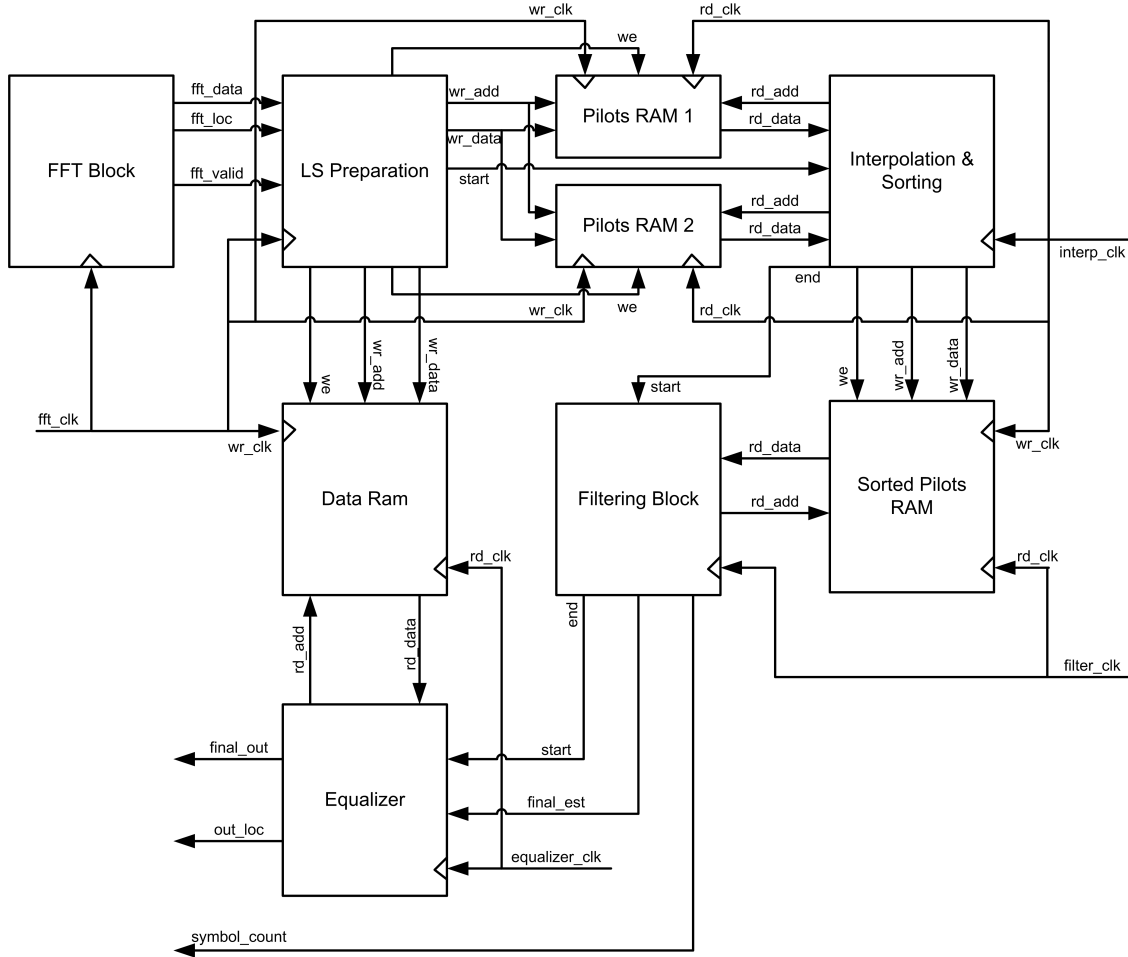 wr_clk
rd_clk
we
fft_data
wr_add
rd_add
Pilots RAM 1
fft_loc
wr_data
rd_data
FFT Block
LS Preparation
Interpolation &
Sorting
fft_valid
start
rd_add
Pilots RAM 2
rd_data
interp_clk
end
wr_clk
we
rd_clk
we
wr_add
wr_data
start
we
wr_add
wr_data
fft_clk
wr_clk
wr_clk
rd_data
Data Ram
Filtering Block
Sorted Pilots
RAM
rd_add
rd_clk
rd_clk
end
rd_add
rd_data
filter_clk
final_out
start
Equalizer
final_est
out_loc
equalizer_clk
symbol_count